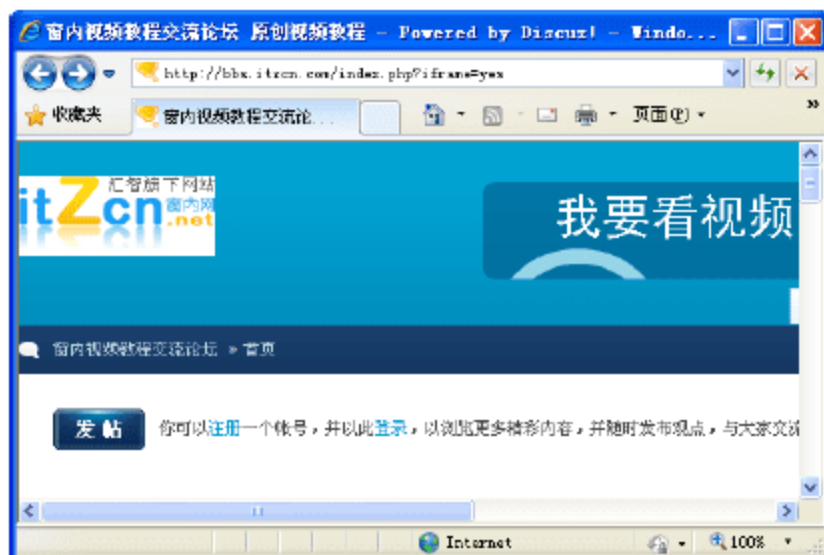 窗内视频教程交流论坛 原创视频教程 - Powered by Discuz! - Windo...
http://bbs.itzcn.com/index.php?iframe=yes
收藏夹
窗内视频教程交流论...
页面(P)
»
汇智旗下网站
itZcn
窗内网
.net
我要看视频
窗内视频教程交流论坛 » 首页
发帖
你可以注册一个帐号，并以此登录，以浏览更多精彩内容，并随时发布观点，与大家交流
Internet
100%